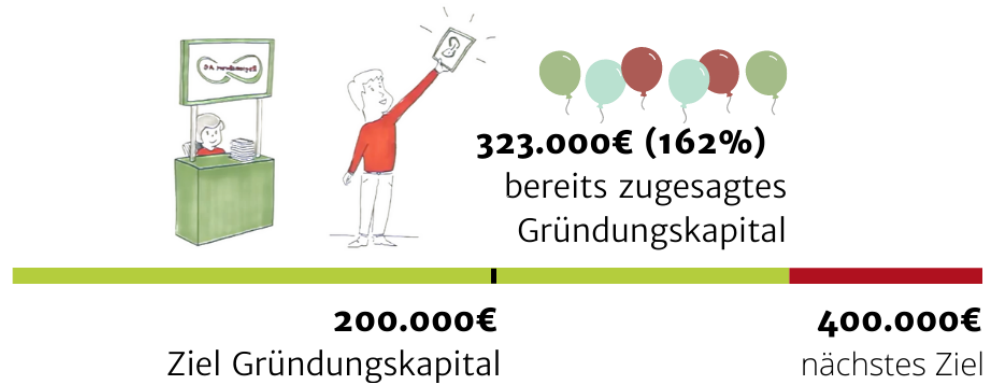 323.000€ (162%)
bereits zugesagtes
Gründungskapital
200.000€
Ziel Gründungskapital
400.000€
nächstes Ziel